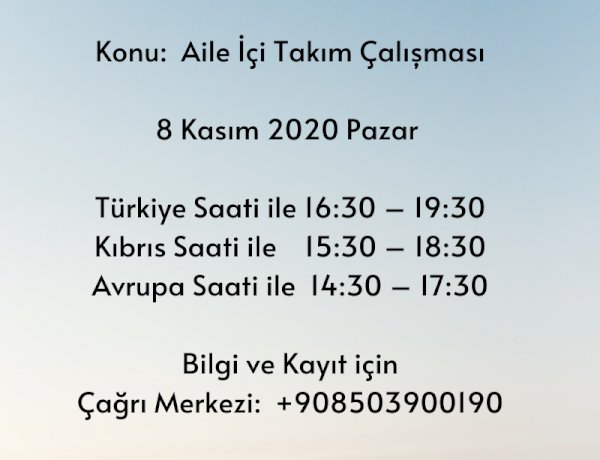 Konu: Aile İçi Takım Çalışması
8 Kasım 2020 Pazar
Türkiye Saati ile 16:30 – 19:30
Kıbrıs Saati ile 15:30 – 18:30
Avrupa Saati ile 14:30 – 17:30
Bilgi ve Kayıt için
Çağrı Merkezi: +908503900190